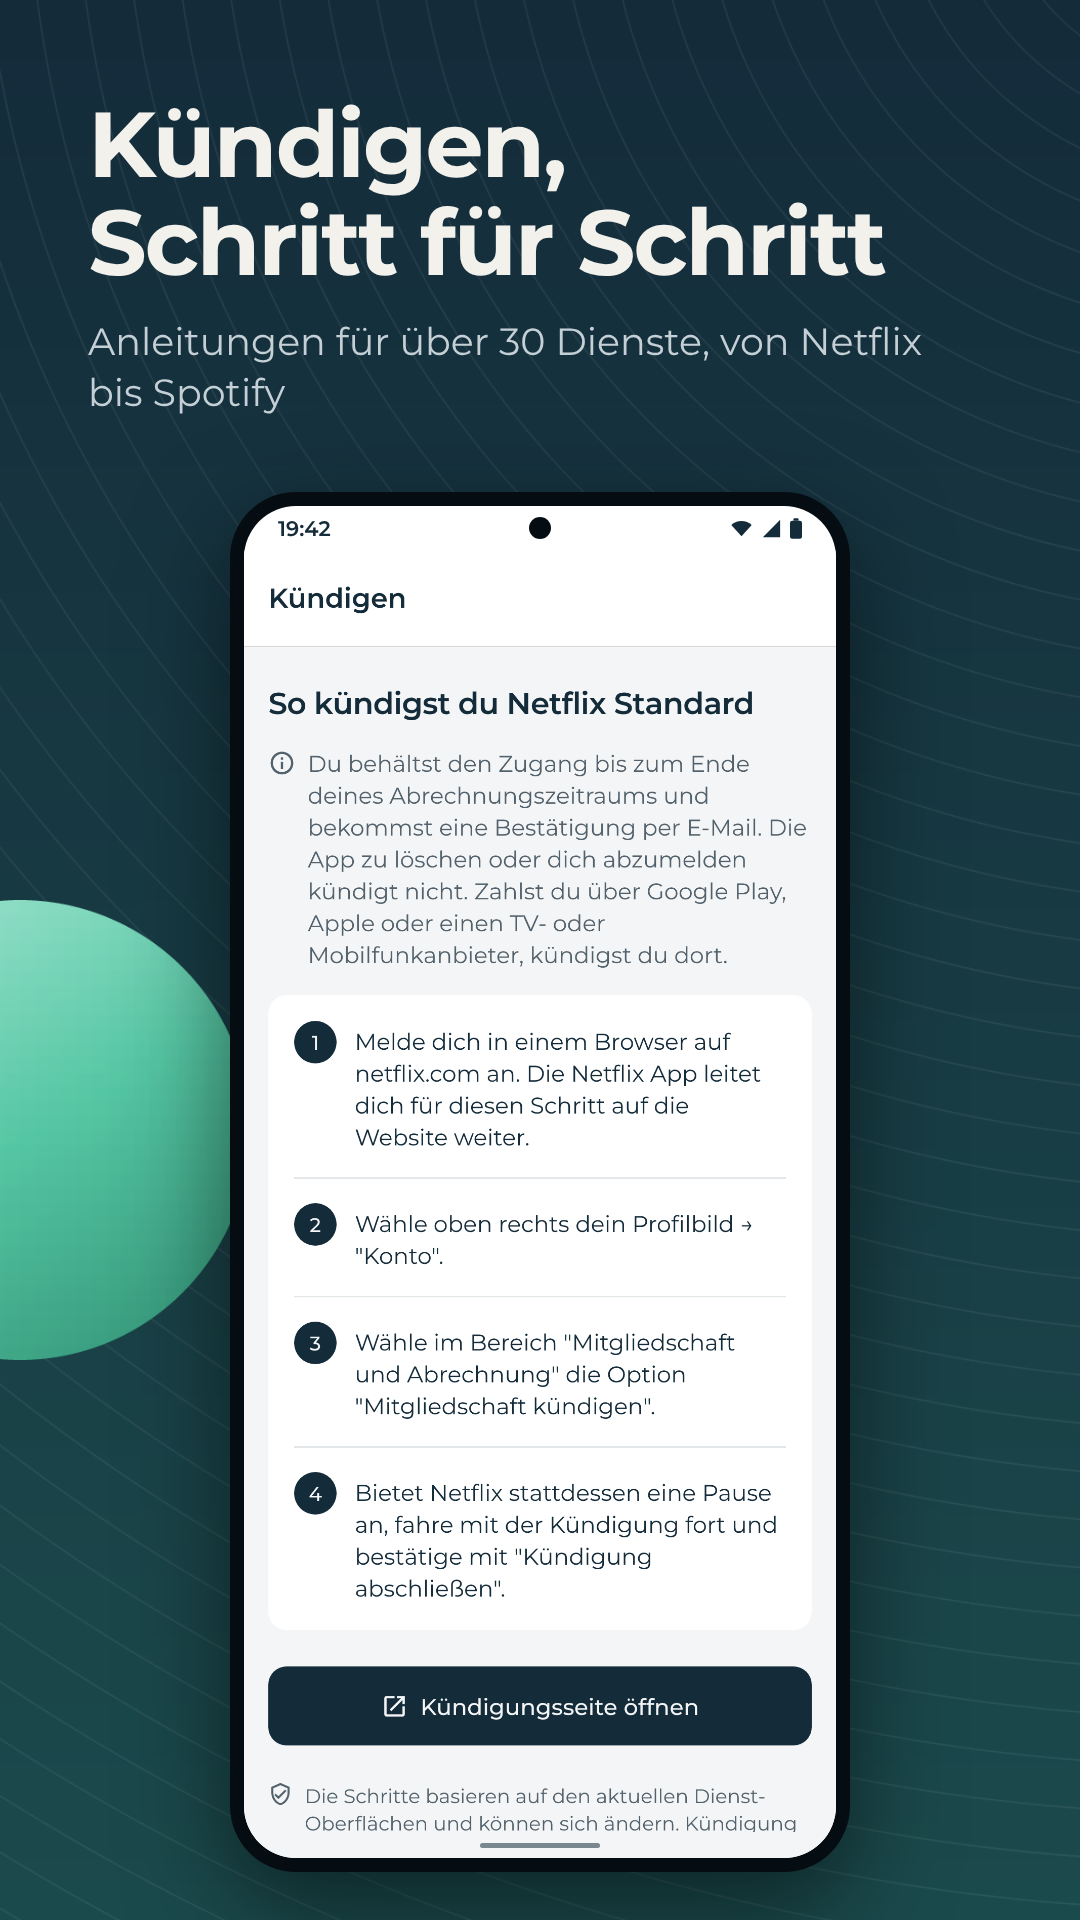 Kündigen,
Schritt für Schritt
Anleitungen für über 30 Dienste, von Netflix
bis Spotify
19:42
Kündigen
So kündigst du Netflix Standard
Du behältst den Zugang bis zum Ende
deines Abrechnungszeitraums und
bekommst eine Bestätigung per E-Mail. Die
App zu löschen oder dich abzumelden
kündigt nicht. Zahlst du über Google Play,
Apple oder einen TV- oder
Mobilfunkanbieter, kündigst du dort.
1
Melde dich in einem Browser auf
netflix.com an. Die Netflix App leitet
dich für diesen Schritt auf die
Website weiter.
2
Wähle oben rechts dein Profilbild →
"Konto".
3
Wähle im Bereich "Mitgliedschaft
und Abrechnung" die Option
"Mitgliedschaft kündigen".
4
Bietet Netflix stattdessen eine Pause
an, fahre mit der Kündigung fort und
bestätige mit "Kündigung
abschließen".
Kündigungsseite öffnen
Die Schritte basieren auf den aktuellen Dienst-
Oberflächen und können sich ändern. Kündigung